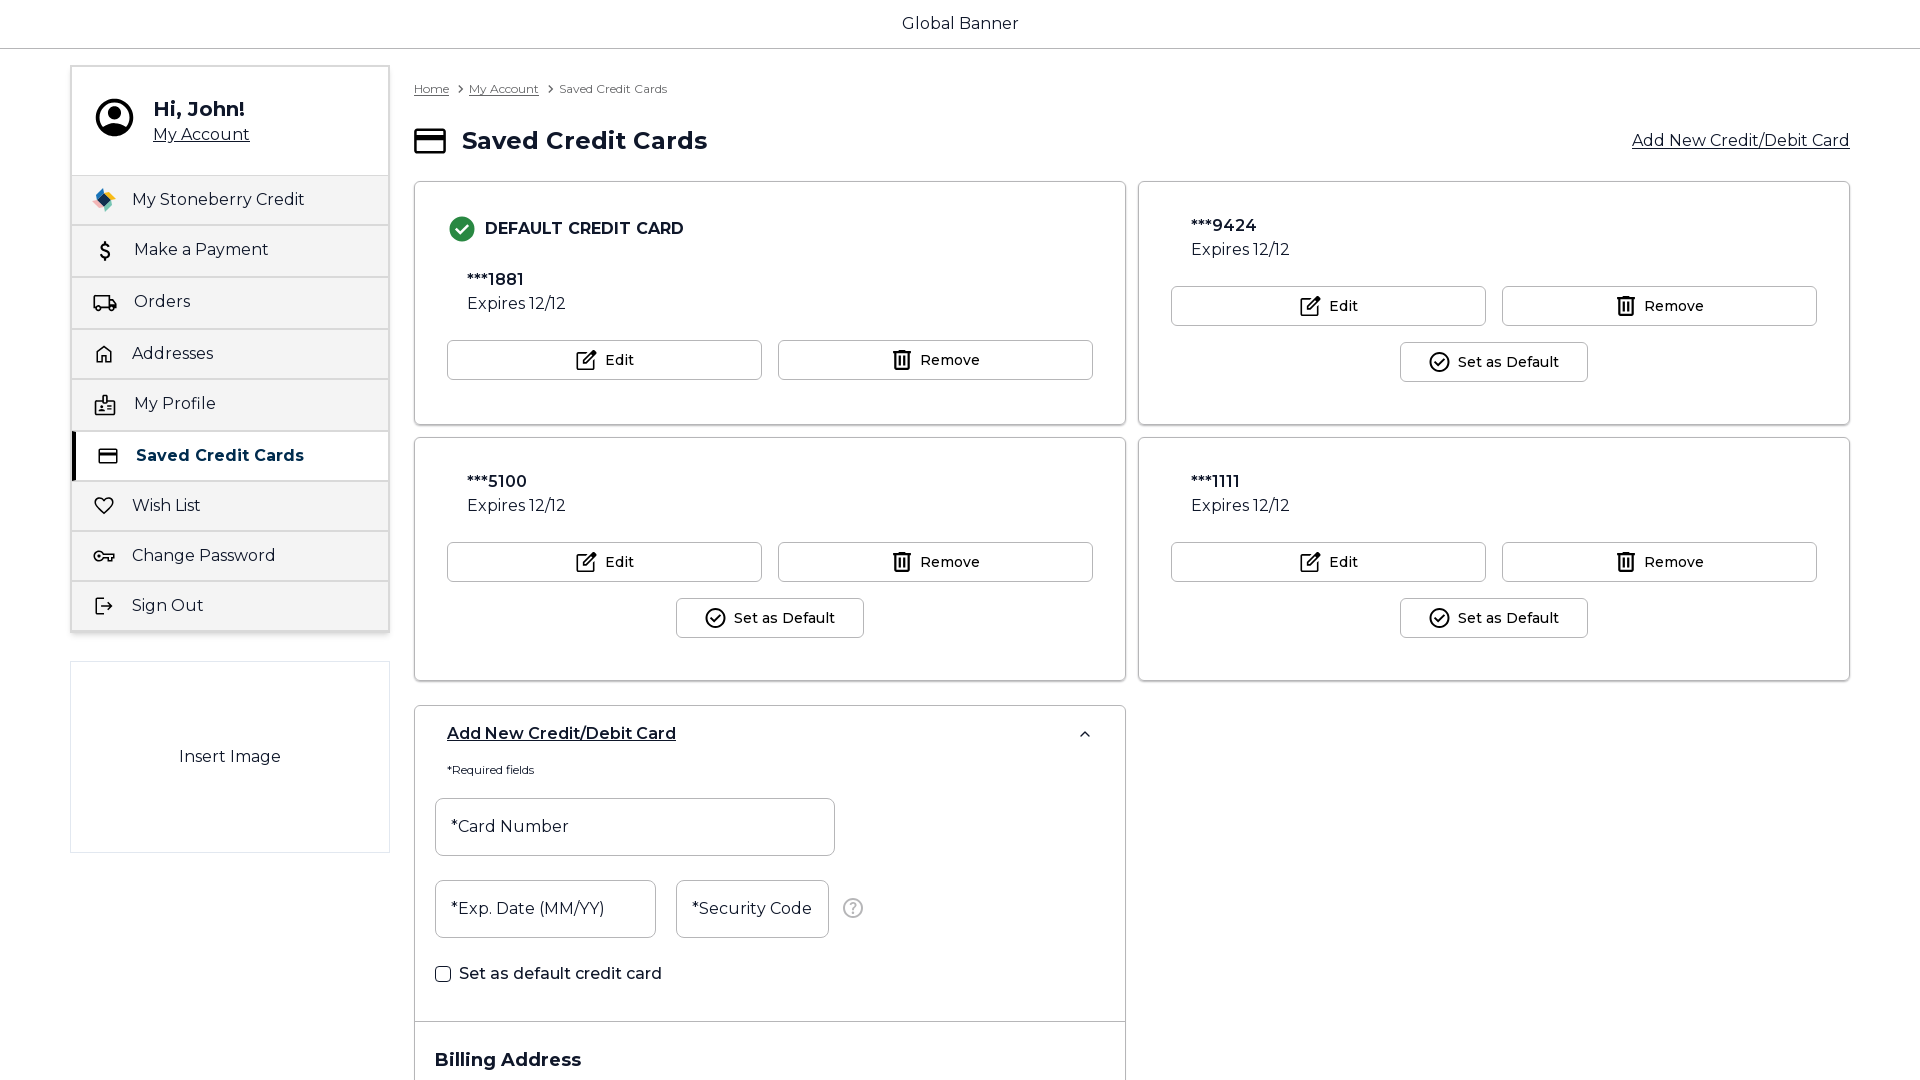 Global Banner
Hi, John!
My Account
My Stoneberry Credit
Make a Payment
Orders
Addresses
My Profile
Saved Credit Cards
Wish List
Change Password
Sign Out
Insert Image
Home > My Account > Saved Credit Cards
Saved Credit Cards
Add New Credit/Debit Card
DEFAULT CREDIT CARD
***1881
Expires 12/12
Edit
Remove
***9424
Expires 12/12
Edit
Remove
Set as Default
***5100
Expires 12/12
Edit
Remove
Set as Default
***1111
Expires 12/12
Edit
Remove
Set as Default
Add New Credit/Debit Card
*Required fields
*Card Number
*Exp. Date (MM/YY)
*Security Code
Set as default credit card
Billing Address